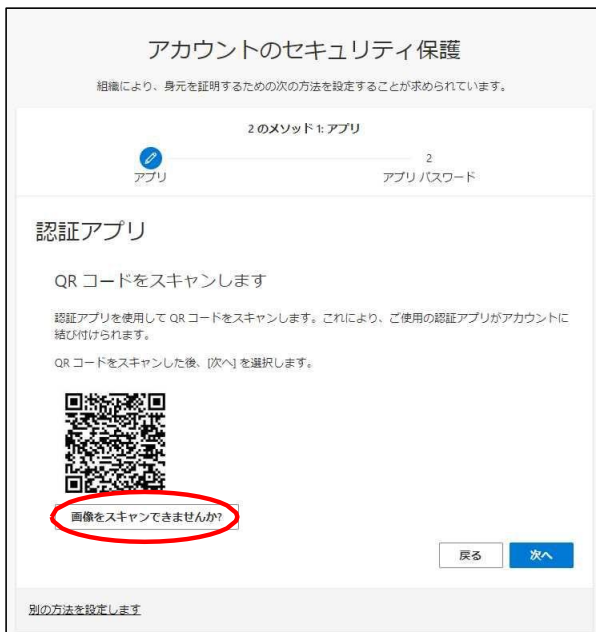 アカウントのセキュリティ保護
組織により、身元を証明するための次の方法を設定することが求められています。
2 のメソッド 1: アプリ
アプリ
2
アプリ パスワード
認証アプリ
QR コードをスキャンします
認証アプリを使用して QR コードをスキャンします。これにより、ご使用の認証アプリがアカウントに
結び付けられます。
QR コードをスキャンした後、[次へ] を選択します。
画像をスキャンできませんか?
戻る
次へ
別の方法を設定します